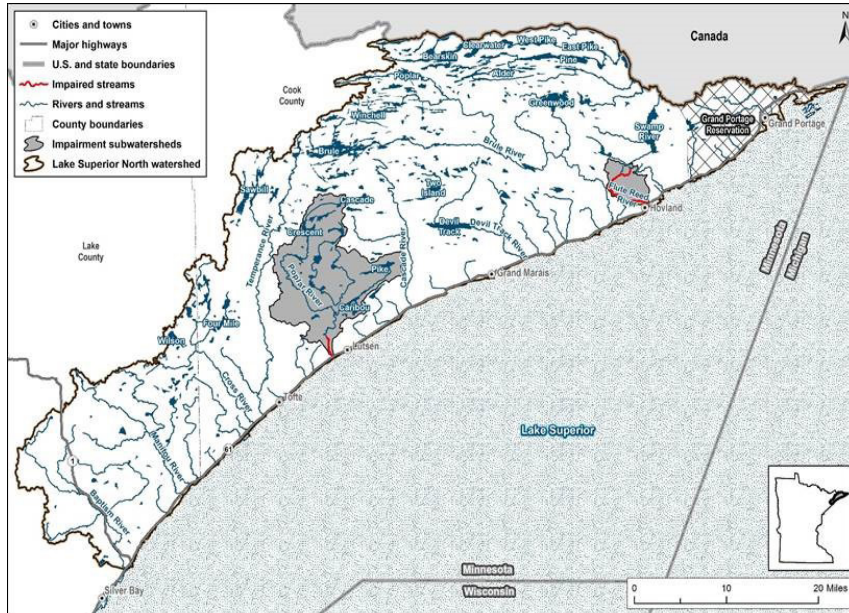 Cities and towns
Major highways
U.S. and state boundaries
Impaired streams
Rivers and streams
County boundaries
Impairment subwatersheds
Lake Superior North watershed
N
Canada
Cook
County
West Pike
Clearwater
East Pike
Bearskin
Pine
Poplar
Alder
Greenwood
Winchell
Grand Portage
Reservation
Grand Portage
Swamp
River
Brule
Brule River
Flute Reed
River
Hovland
Sawbill
Two
Island
Cascade
Crescent
Devil
Track
Devil Track River
Temperance River
Lake
County
Cascade River
Pike
Poplar River
Grand Marais
Minnesota
Michigan
Caribou
Four Mile
Wilson
Lutsen
Cross River
Tofte
Lake Superior
Manitou River
61
1
Baptism River
Silver Bay
Minnesota
Wisconsin
0 10 20 Miles